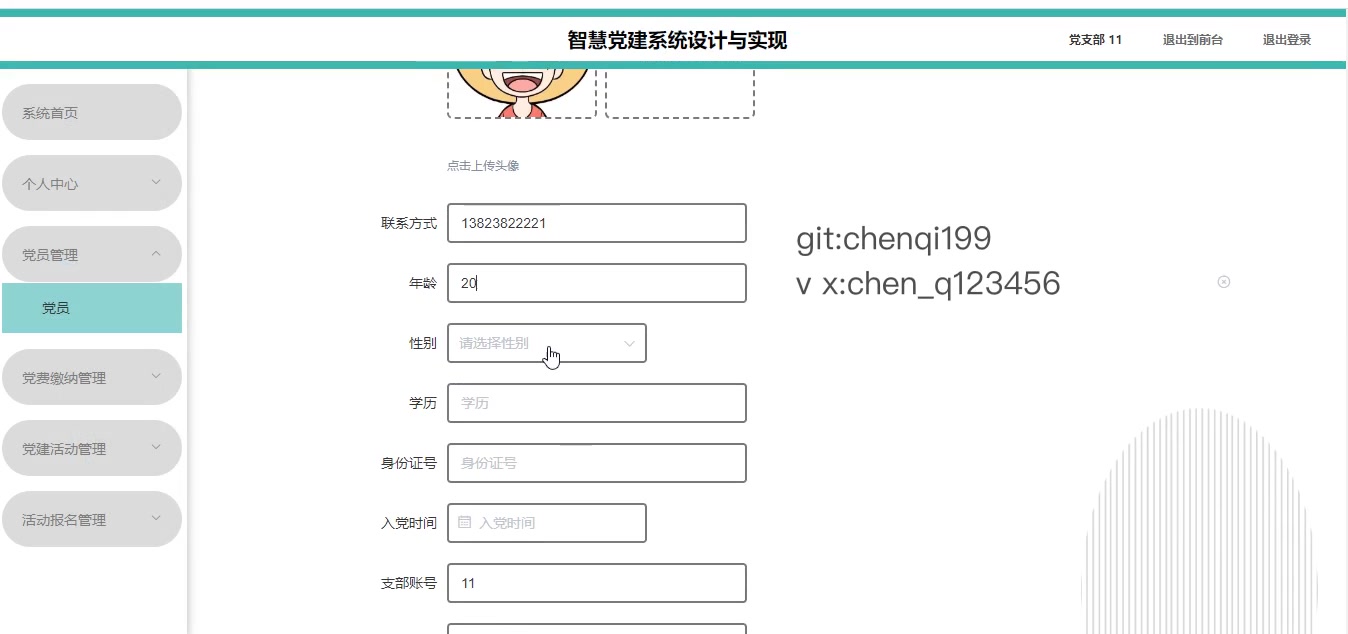 智慧党建系统设计与实现
党支部 11
退出到前台
退出登录
系统首页
个人中心
党员管理
党员
党费缴纳管理
党建活动管理
活动报名管理
点击上传头像
联系方式 13823822221
年龄 20
性别 请选择性别
学历 学历
身份证号 身份证号
入党时间 入党时间
支部账号 11
git:chenqi199
v x:chen_q123456